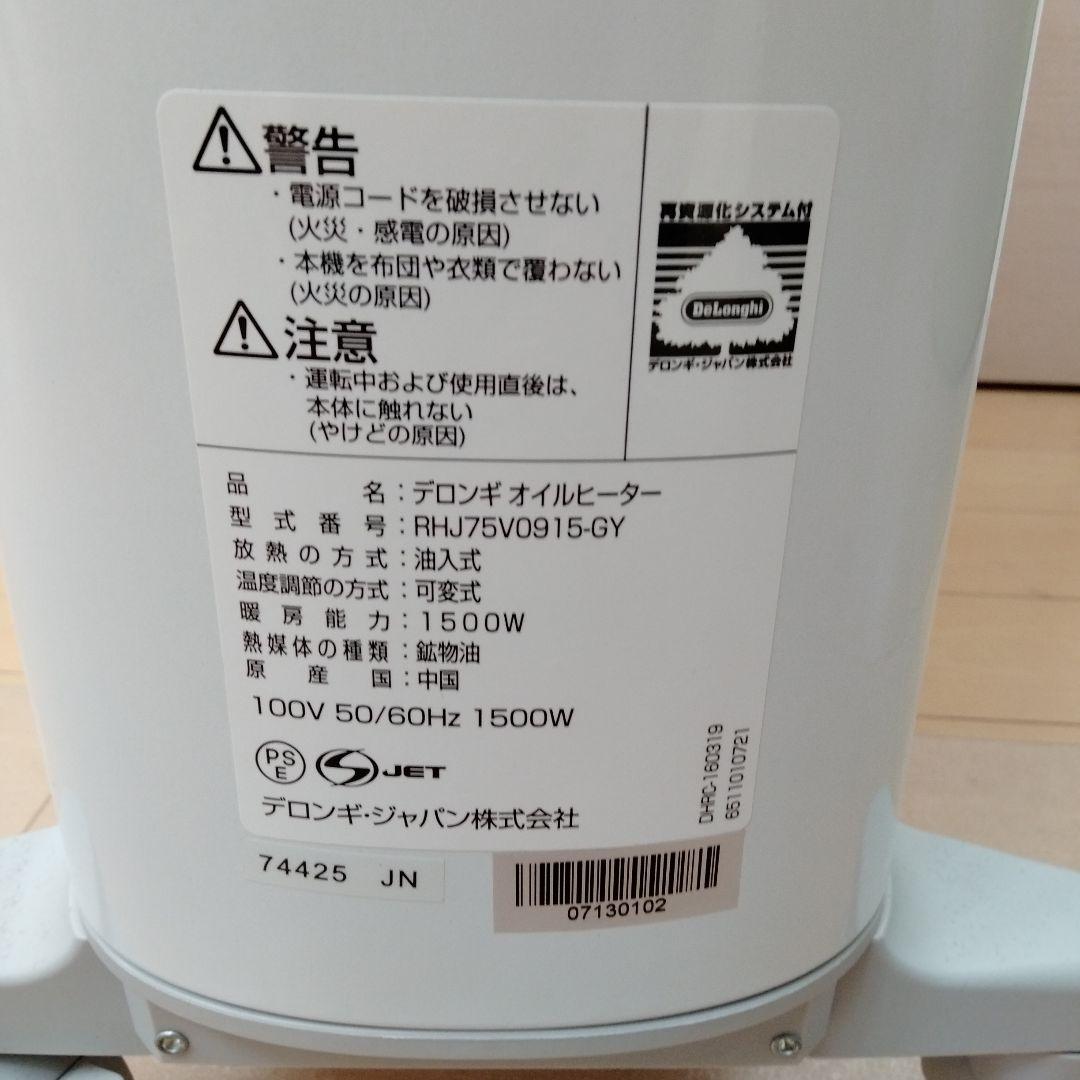 警告
・電源コードを破損させない
(火災・感電の原因)
・本機を布団や衣類で覆わない
(火災の原因)
注意
・運転中および使用直後は、
本体に触れない
(やけどの原因)
再資源化システム付
DeLonghi
デロンギ・ジャパン株式会社
品名：デロンギ オイルヒーター
型式番号：RHJ75V0915-GY
放熱の方式：油入式
温度調節の方式：可変式
暖房能力：1500W
熱媒体の種類：鉱物油
原産国：中国
100V 50/60Hz 1500W
PS
E
JET
デロンギ・ジャパン株式会社
DHRC-160319
6511010721
74425 JN
07130102